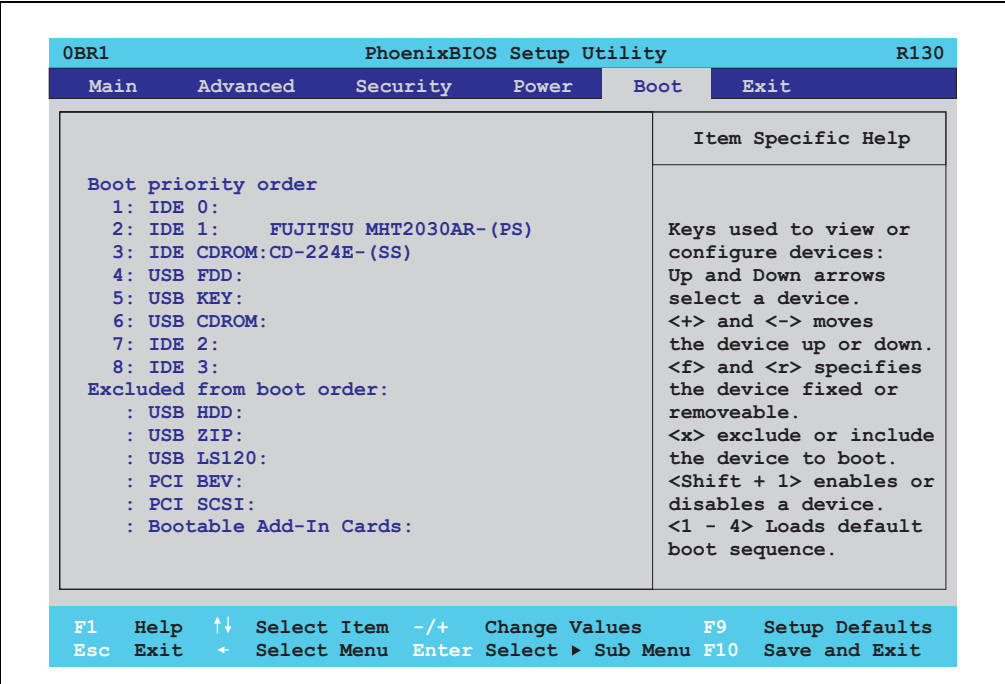 0BR1 PhoenixBIOS Setup Utility R130
Main Advanced Security Power Boot Exit
Item Specific Help
Boot priority order
1: IDE 0:
2: IDE 1: FUJITSU MHT2030AR-(PS)
3: IDE CDROM:CD-224E-(SS)
4: USB FDD:
5: USB KEY:
6: USB CDROM:
7: IDE 2:
8: IDE 3:
Excluded from boot order:
: USB HDD:
: USB ZIP:
: USB LS120:
: PCI BEV:
: PCI SCSI:
: Bootable Add-In Cards:
Keys used to view or
configure devices:
Up and Down arrows
select a device.
<+> and <-> moves
the device up or down.
<f> and <r> specifies
the device fixed or
removeable.
<x> exclude or include
the device to boot.
<Shift + 1> enables or
disables a device.
<1 - 4> Loads default
boot sequence.
F1 Help ↑↓ Select Item -/+ Change Values F9 Setup Defaults
Esc Exit ← Select Menu Enter Select ▶ Sub Menu F10 Save and Exit